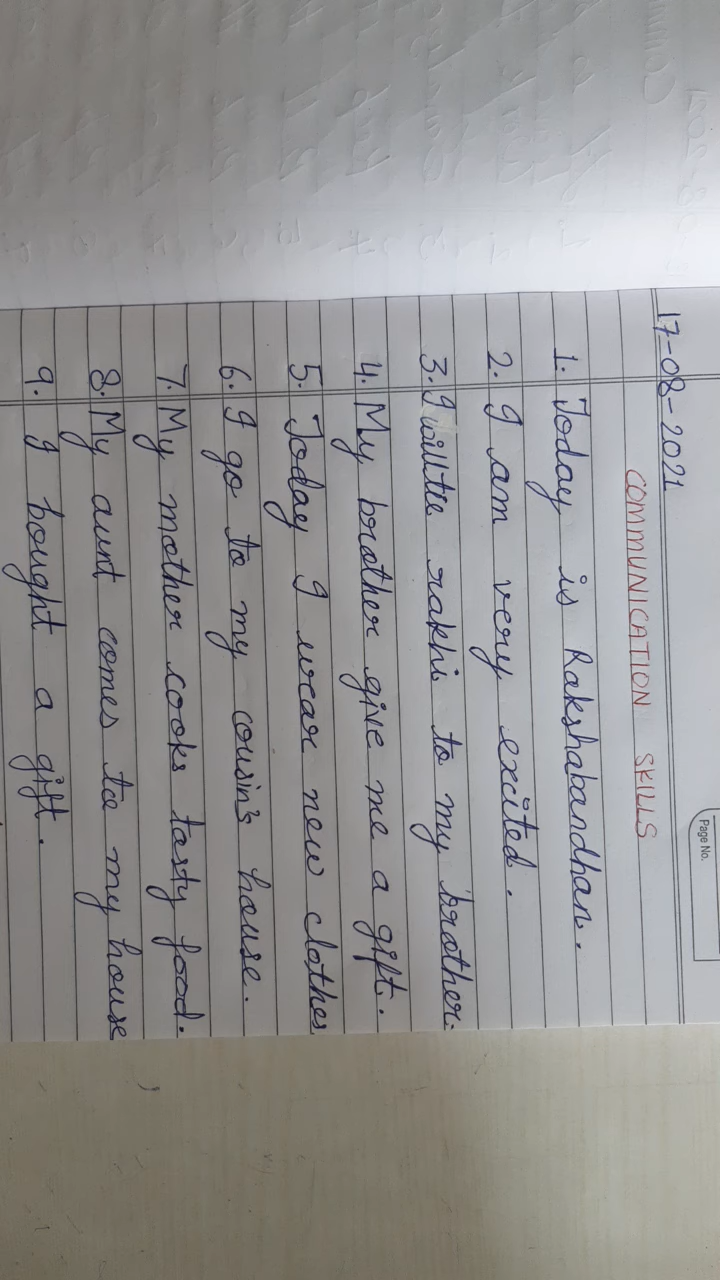 Page No.
17-08-2021
COMMUNICATION SKILLS
1. Today is Rakshabandhan.
2. I am very excited.
3. I will tie rakhi to my brother.
4. My brother give me a gift.
5. Today I wear new clothes
6. I go to my cousin's house.
7. My mother cooks tasty food.
8. My aunt comes to my house
9. I bought a gift.